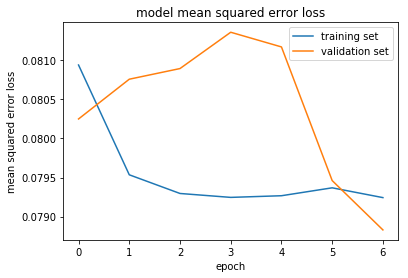 model mean squared error loss
training set
validation set
mean squared error loss
0.0810
0.0805
0.0800
0.0795
0.0790
0 1 2 3 4 5 6
epoch